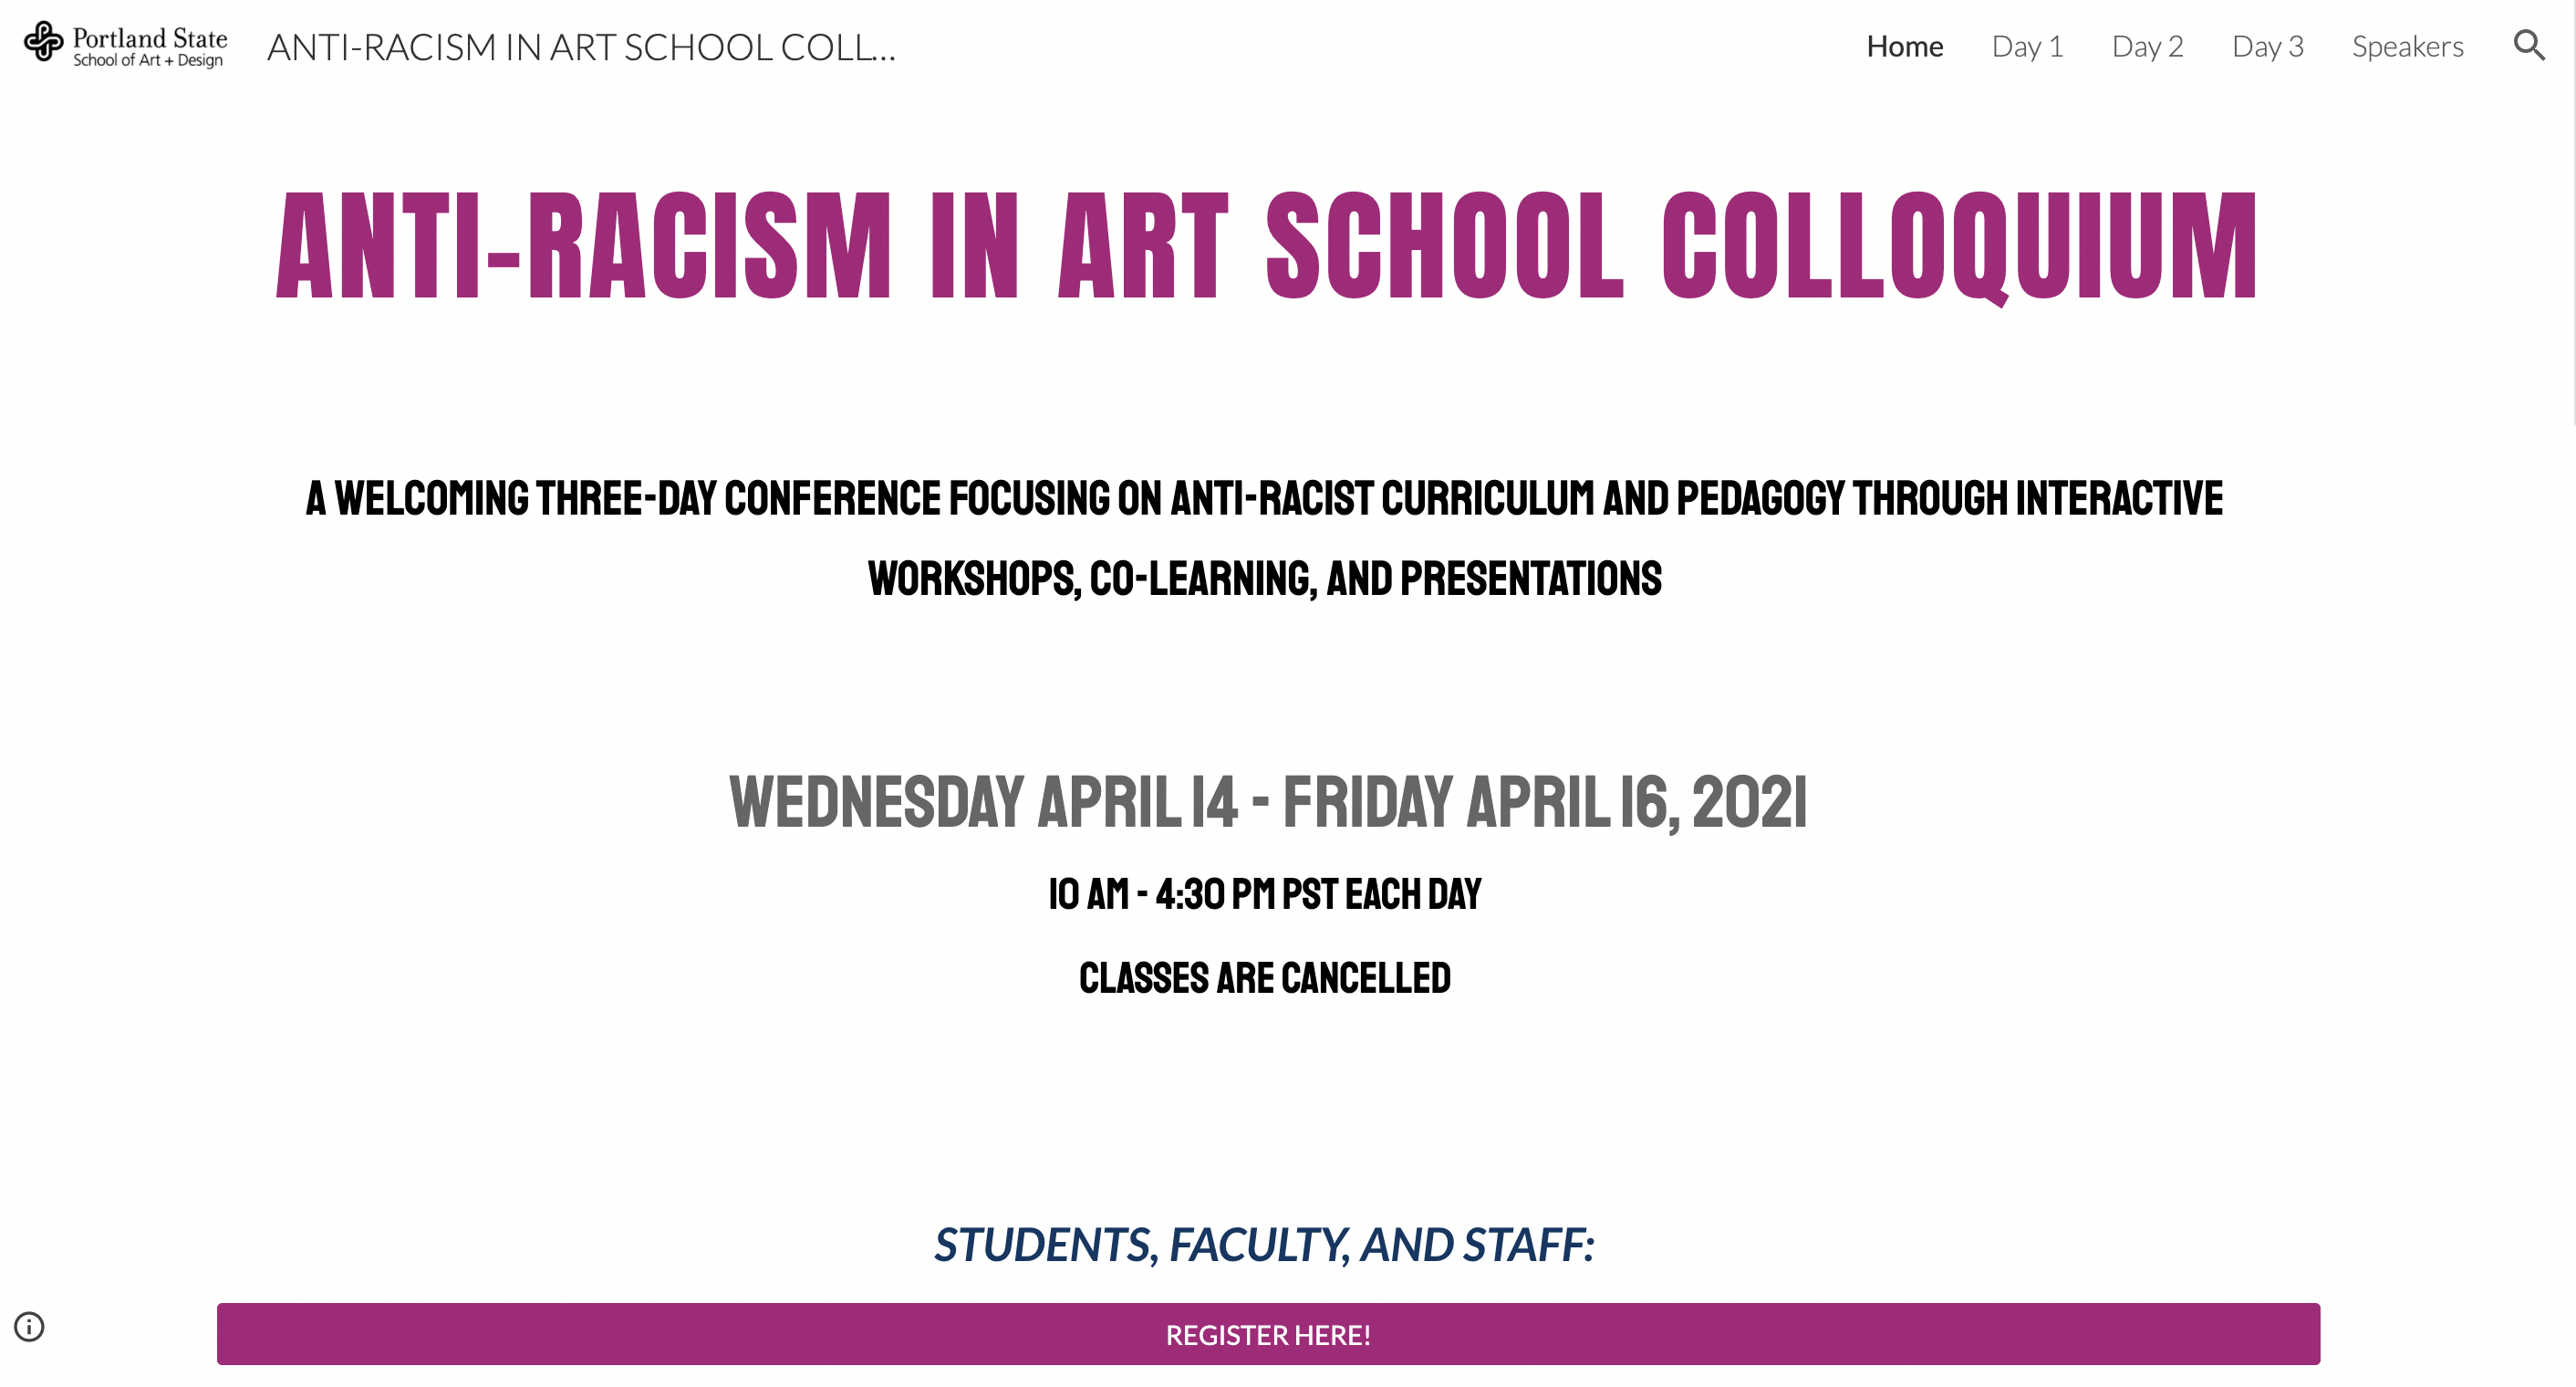 Portland State
School of Art + Design
ANTI-RACISM IN ART SCHOOL COLL...
Home
Day 1
Day 2
Day 3
Speakers
ANTI-RACISM IN ART SCHOOL COLLOQUIUM
A WELCOMING THREE-DAY CONFERENCE FOCUSING ON ANTI-RACIST CURRICULUM AND PEDAGOGY THROUGH INTERACTIVE
WORKSHOPS, CO-LEARNING, AND PRESENTATIONS
WEDNESDAY APRIL 14 - FRIDAY APRIL 16, 2021
10 AM - 4:30 PM PST EACH DAY
CLASSES ARE CANCELLED
STUDENTS, FACULTY, AND STAFF:
REGISTER HERE!